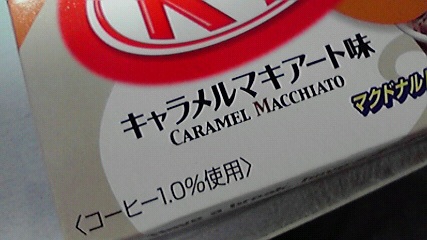 キャラメルマキアート味
CARAMEL MACCHIATO
マクドナル
〈コーヒー1.0%使用〉